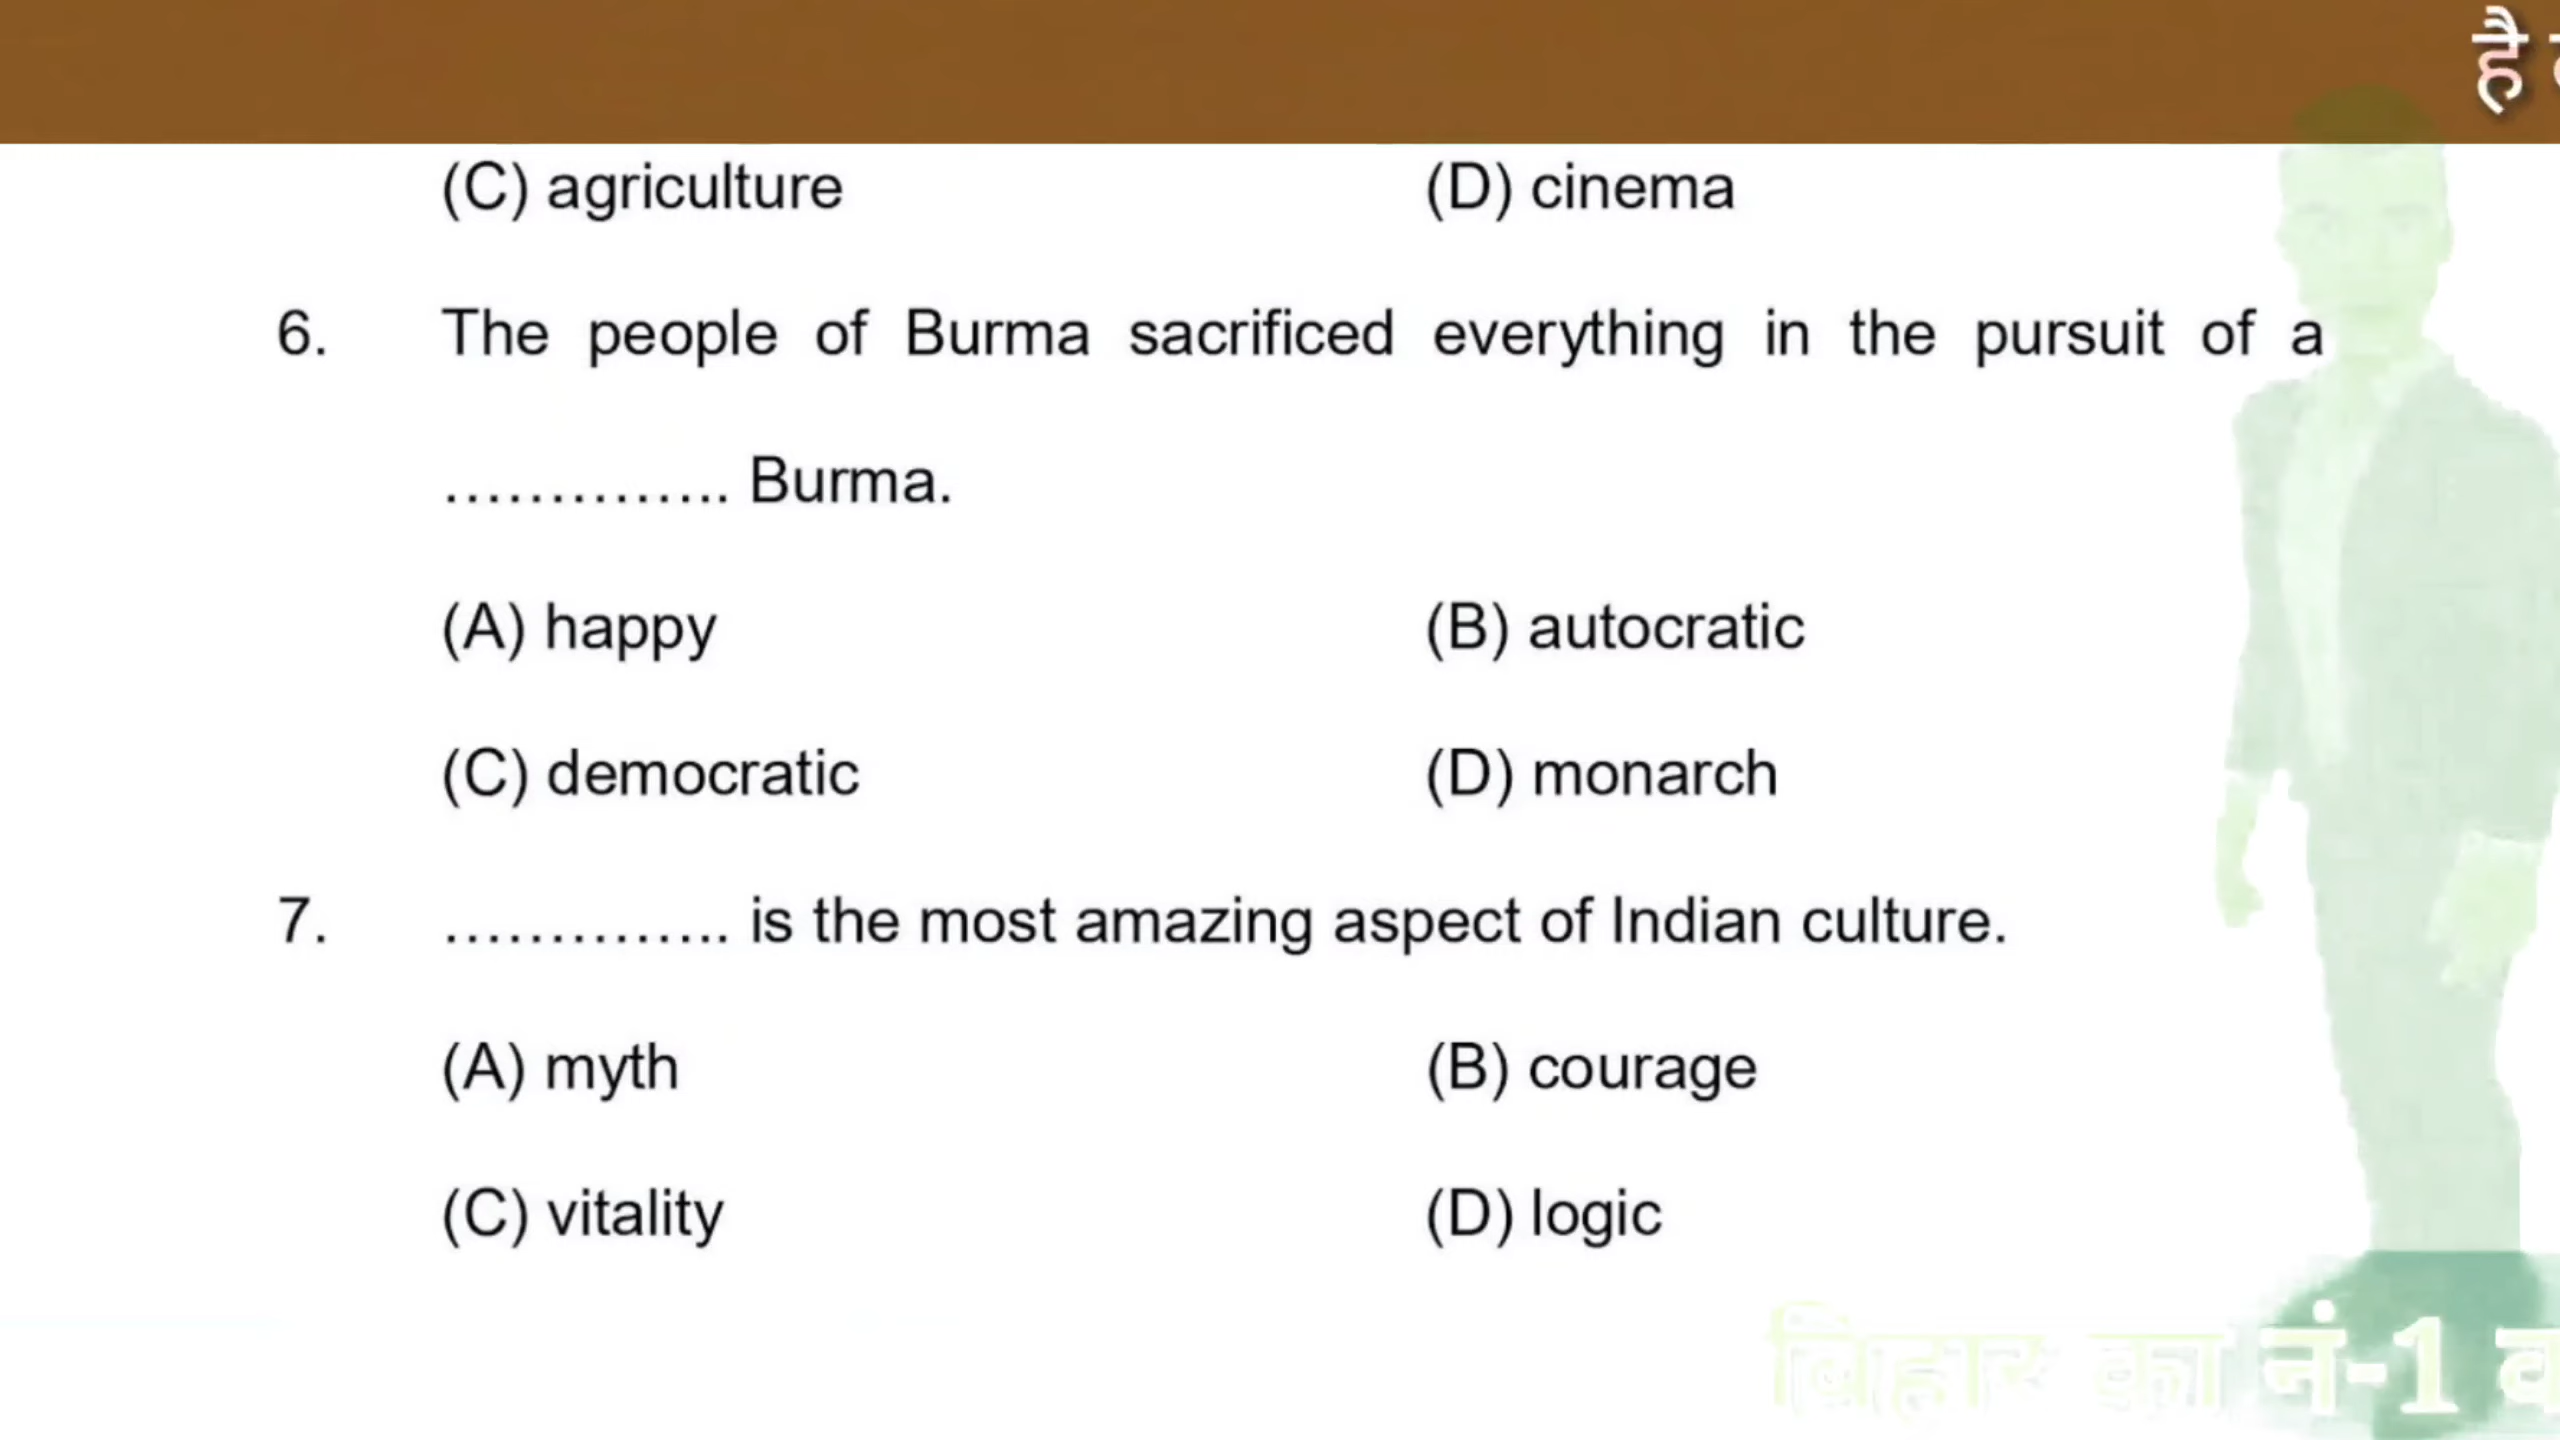 है
(C) agriculture (D) cinema
6. The people of Burma sacrificed everything in the pursuit of a
.............. Burma.
(A) happy (B) autocratic
(C) democratic (D) monarch
7. .............. is the most amazing aspect of Indian culture.
(A) myth (B) courage
(C) vitality (D) logic
बिहार का नं-1